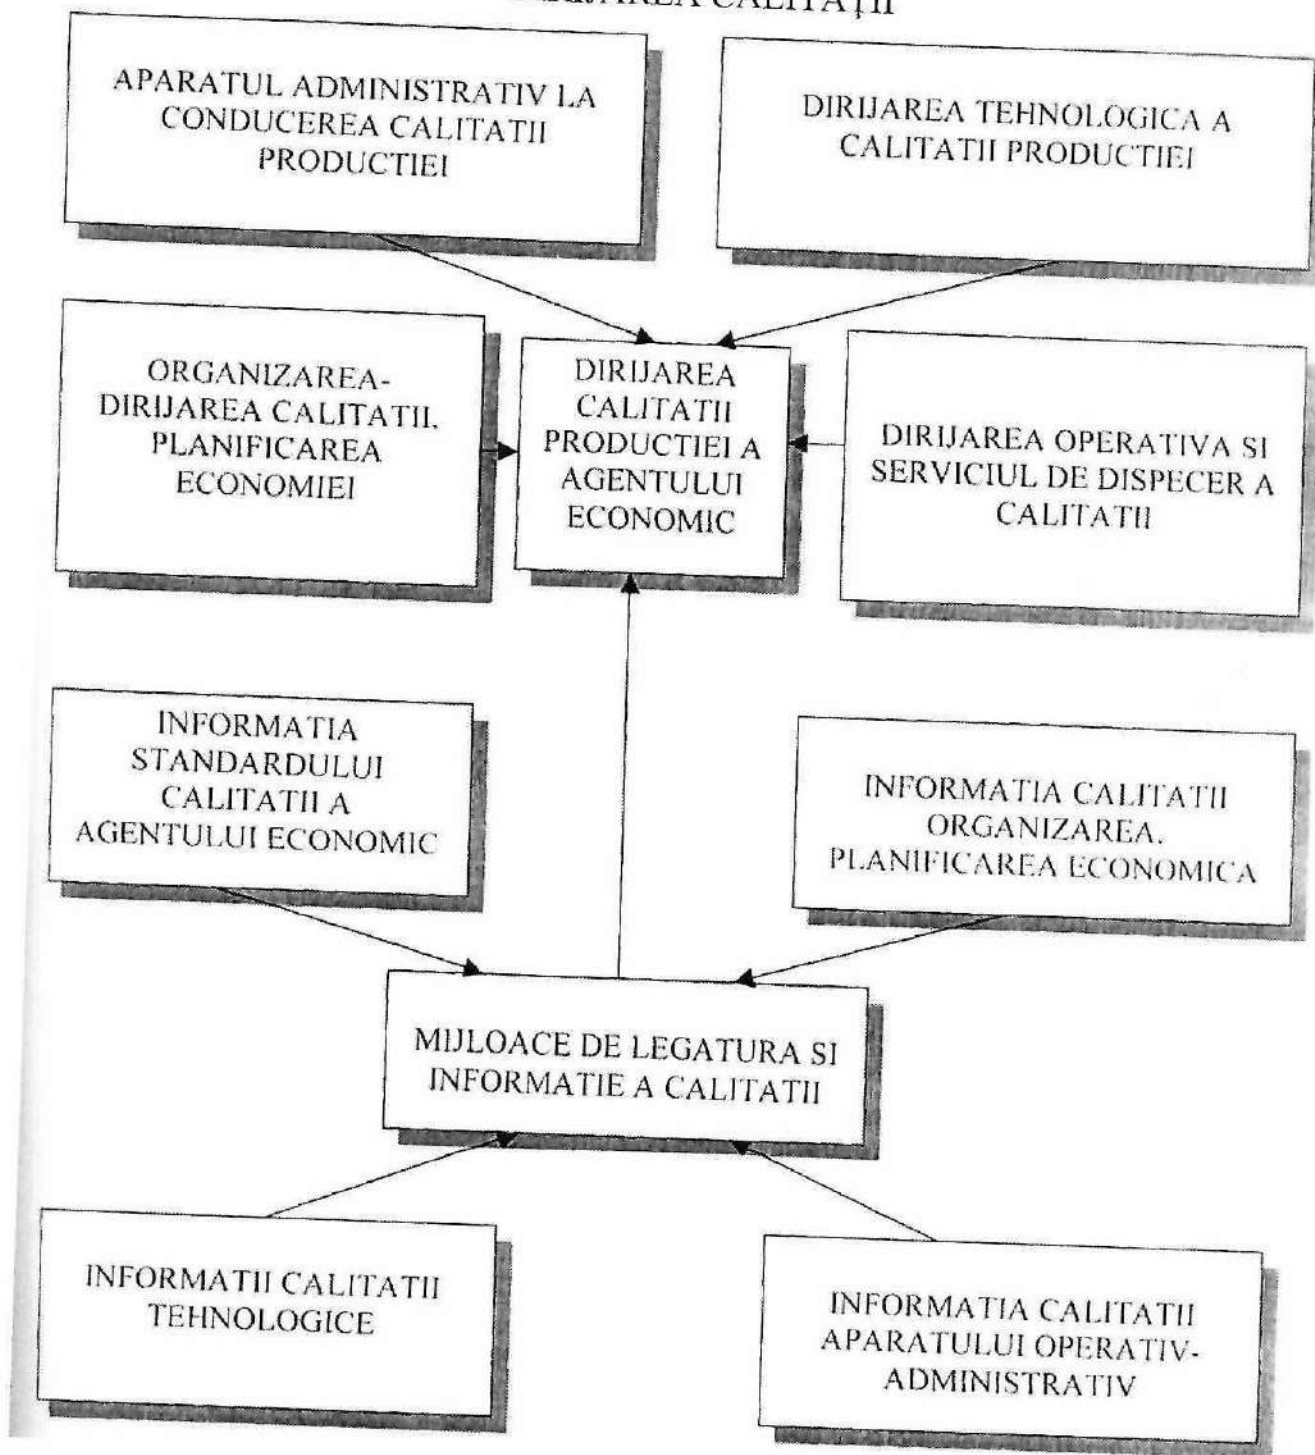 CALITĂŢII
APARATUL ADMINISTRATIV LA
CONDUCEREA CALITATII
PRODUCTIEI
DIRIJAREA TEHNOLOGICA A
CALITATII PRODUCTIEI
ORGANIZAREA-
DIRIJAREA CALITATII.
PLANIFICAREA
ECONOMIEI
DIRIJAREA
CALITATII
PRODUCTIEI A
AGENTULUI
ECONOMIC
DIRIJAREA OPERATIVA SI
SERVICIUL DE DISPECER A
CALITATII
INFORMATIA
STANDARDULUI
CALITATII A
AGENTULUI ECONOMIC
INFORMATIA CALITATII
ORGANIZAREA.
PLANIFICAREA ECONOMICA
MIJLOACE DE LEGATURA SI
INFORMATIE A CALITATII
INFORMATII CALITATII
TEHNOLOGICE
INFORMATIA CALITATII
APARATULUI OPERATIV-
ADMINISTRATIV